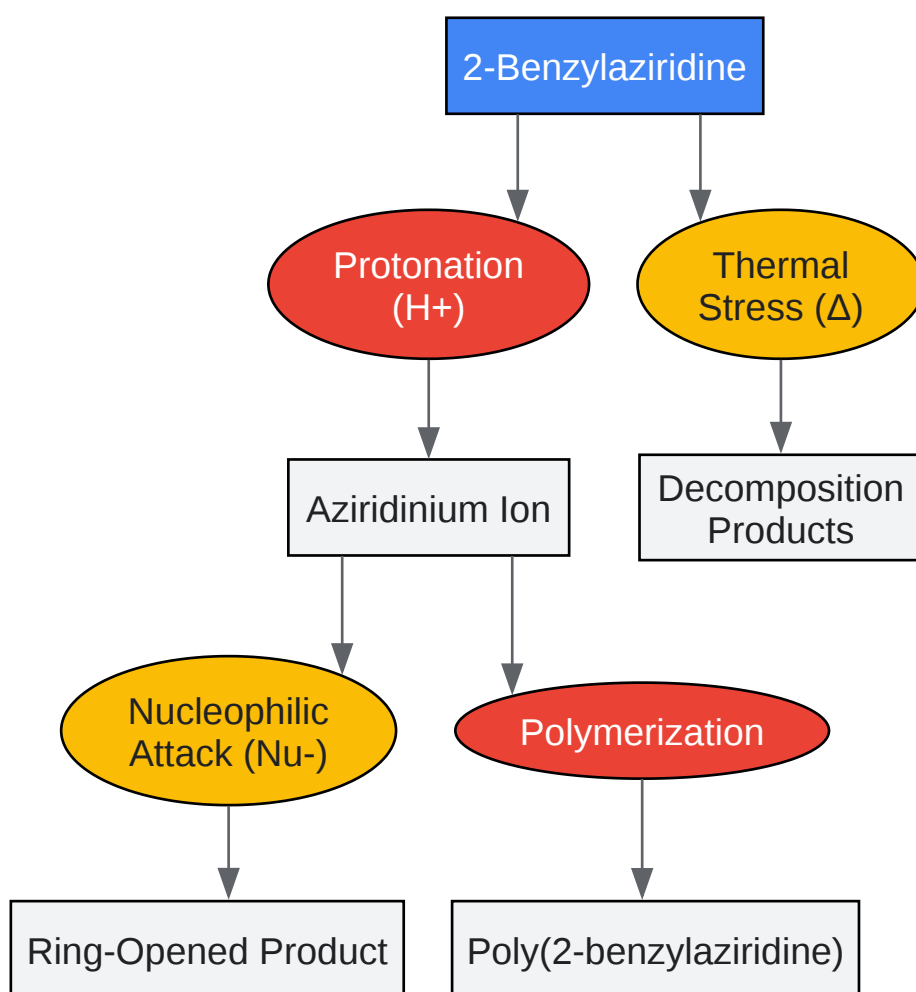 2-Benzylaziridine
Protonation
(H+)
Thermal
Stress (Δ)
Aziridinium Ion
Decomposition
Products
Nucleophilic
Attack (Nu-)
Polymerization
Ring-Opened Product
Poly(2-benzylaziridine)